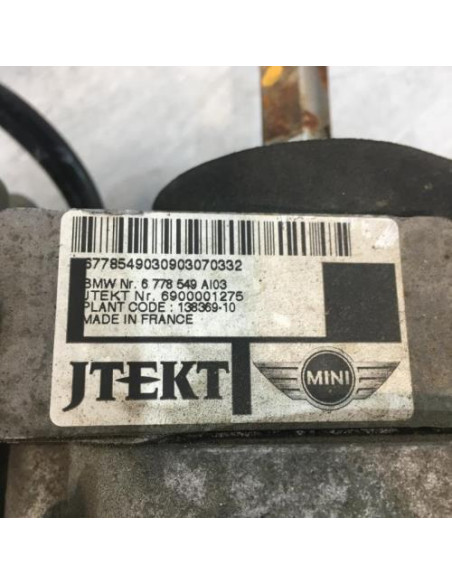 6778549030903070332
BMW Nr. 6 778 549 AI03
JTEKT Nr. 6900001275
PLANT CODE : 138369-10
MADE IN FRANCE
JTEKT
MINI